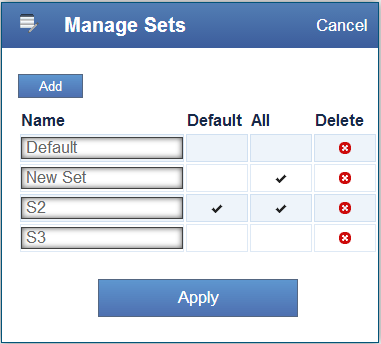 Manage Sets Cancel
Add
Name Default All Delete
Default
New Set
S2
S3
Apply